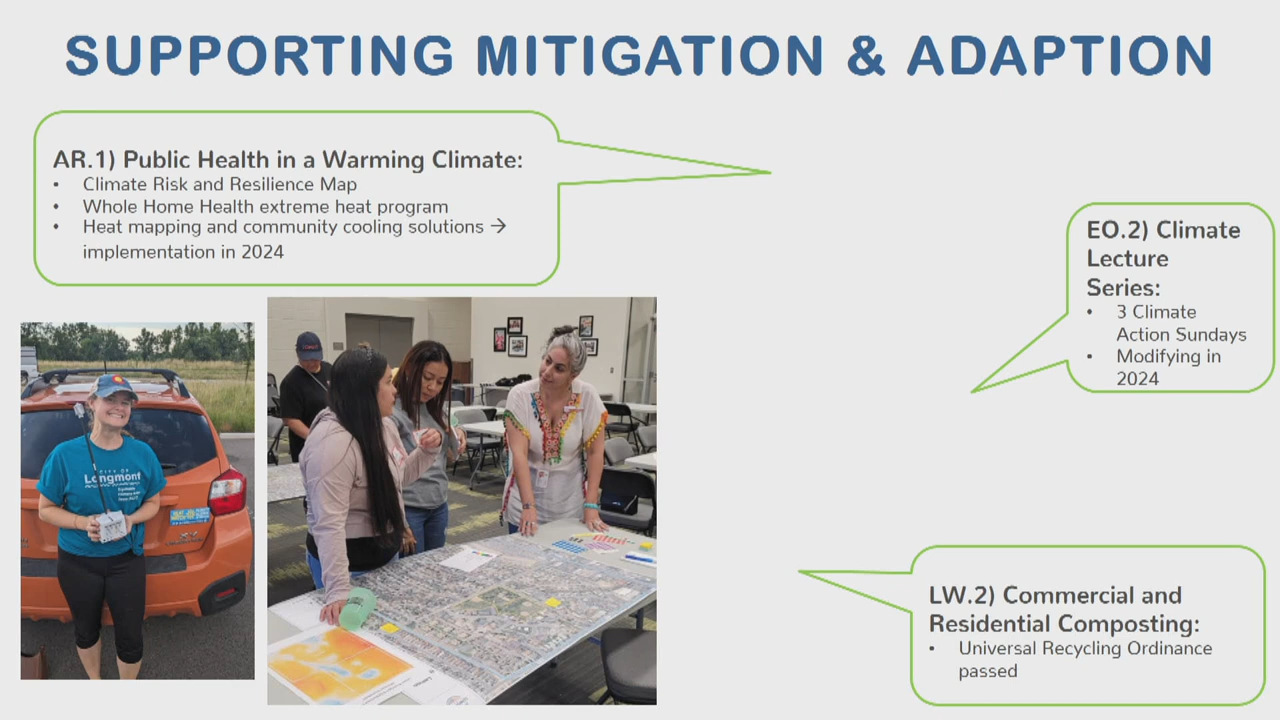 SUPPORTING MITIGATION & ADAPTION
AR.1) Public Health in a Warming Climate:
• Climate Risk and Resilience Map
• Whole Home Health extreme heat program
• Heat mapping and community cooling solutions →
implementation in 2024
EO.2) Climate
Lecture
Series:
• 3 Climate
Action Sundays
• Modifying in
2024
CITY OF
Longmont
LW.2) Commercial and
Residential Composting:
• Universal Recycling Ordinance
passed